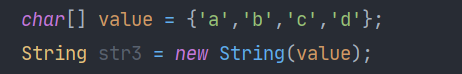 char[] value = {'a','b','c','d'};
String str3 = new String(value);